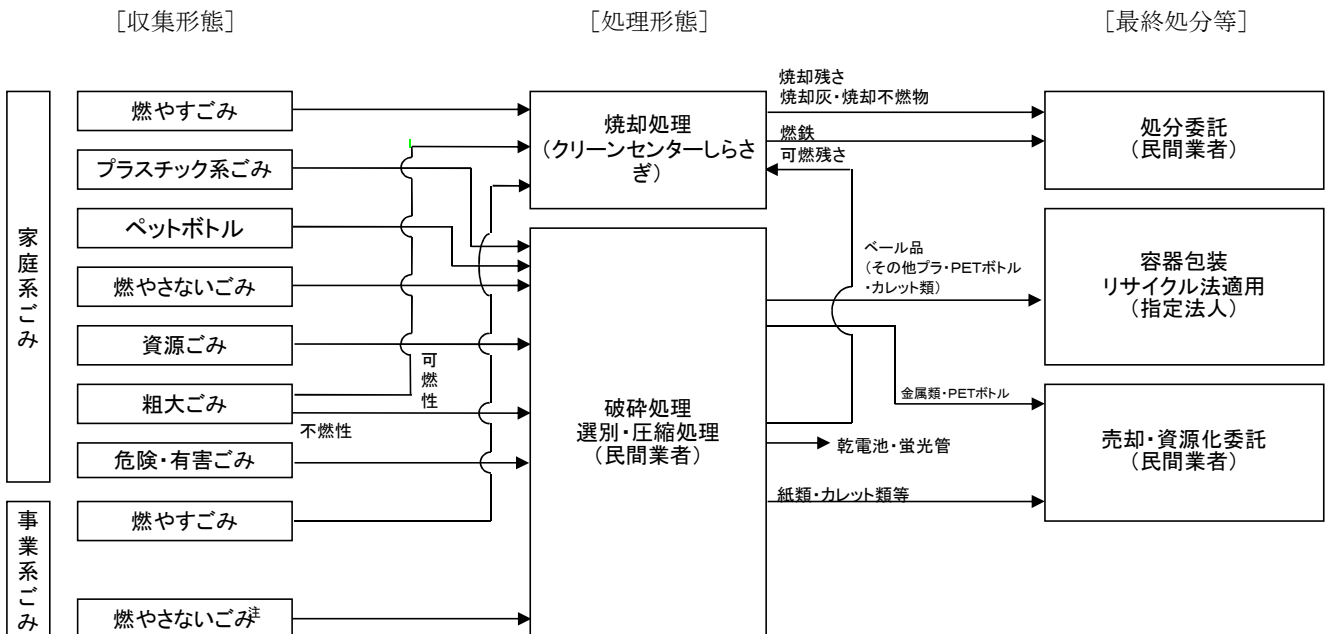 ［収集形態］
［処理形態］
［最終処分等］
家庭系ごみ
燃やすごみ
プラスチック系ごみ
ペットボトル
燃やさないごみ
資源ごみ
粗大ごみ
可燃性
不燃性
危険・有害ごみ
事業系ごみ
燃やすごみ
燃やさないごみ注
焼却処理
（クリーンセンターしらさ
ぎ）
破砕処理
選別・圧縮処理
（民間業者）
焼却残さ
焼却灰・焼却不燃物
燃鉄
可燃残さ
ベール品
（その他プラ・PETボトル
・カレット類）
金属類・PETボトル
乾電池・蛍光管
紙類・カレット類等
処分委託
（民間業者）
容器包装
リサイクル法適用
（指定法人）
売却・資源化委託
（民間業者）